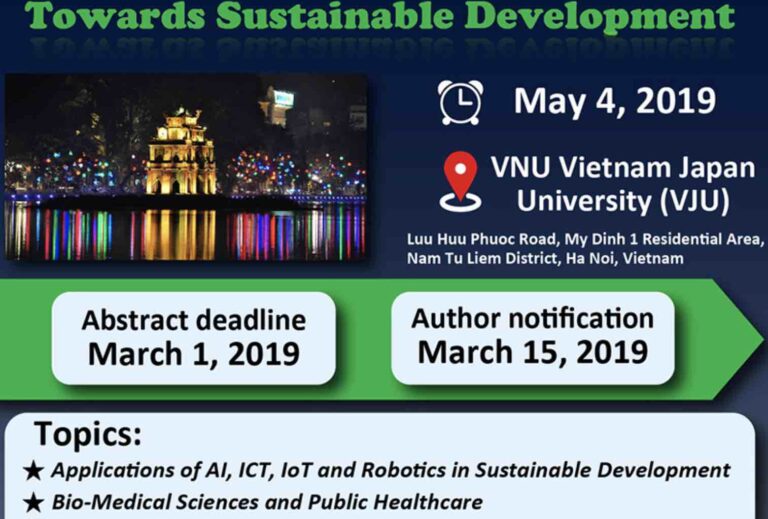 Towards Sustainable Development
May 4, 2019
VNU Vietnam Japan
University (VJU)
Luu Huu Phuoc Road, My Dinh 1 Residential Area,
Nam Tu Liem District, Ha Noi, Vietnam
Abstract deadline
March 1, 2019
Author notification
March 15, 2019
Topics:
★ Applications of AI, ICT, IoT and Robotics in Sustainable Development
★ Bio-Medical Sciences and Public Healthcare